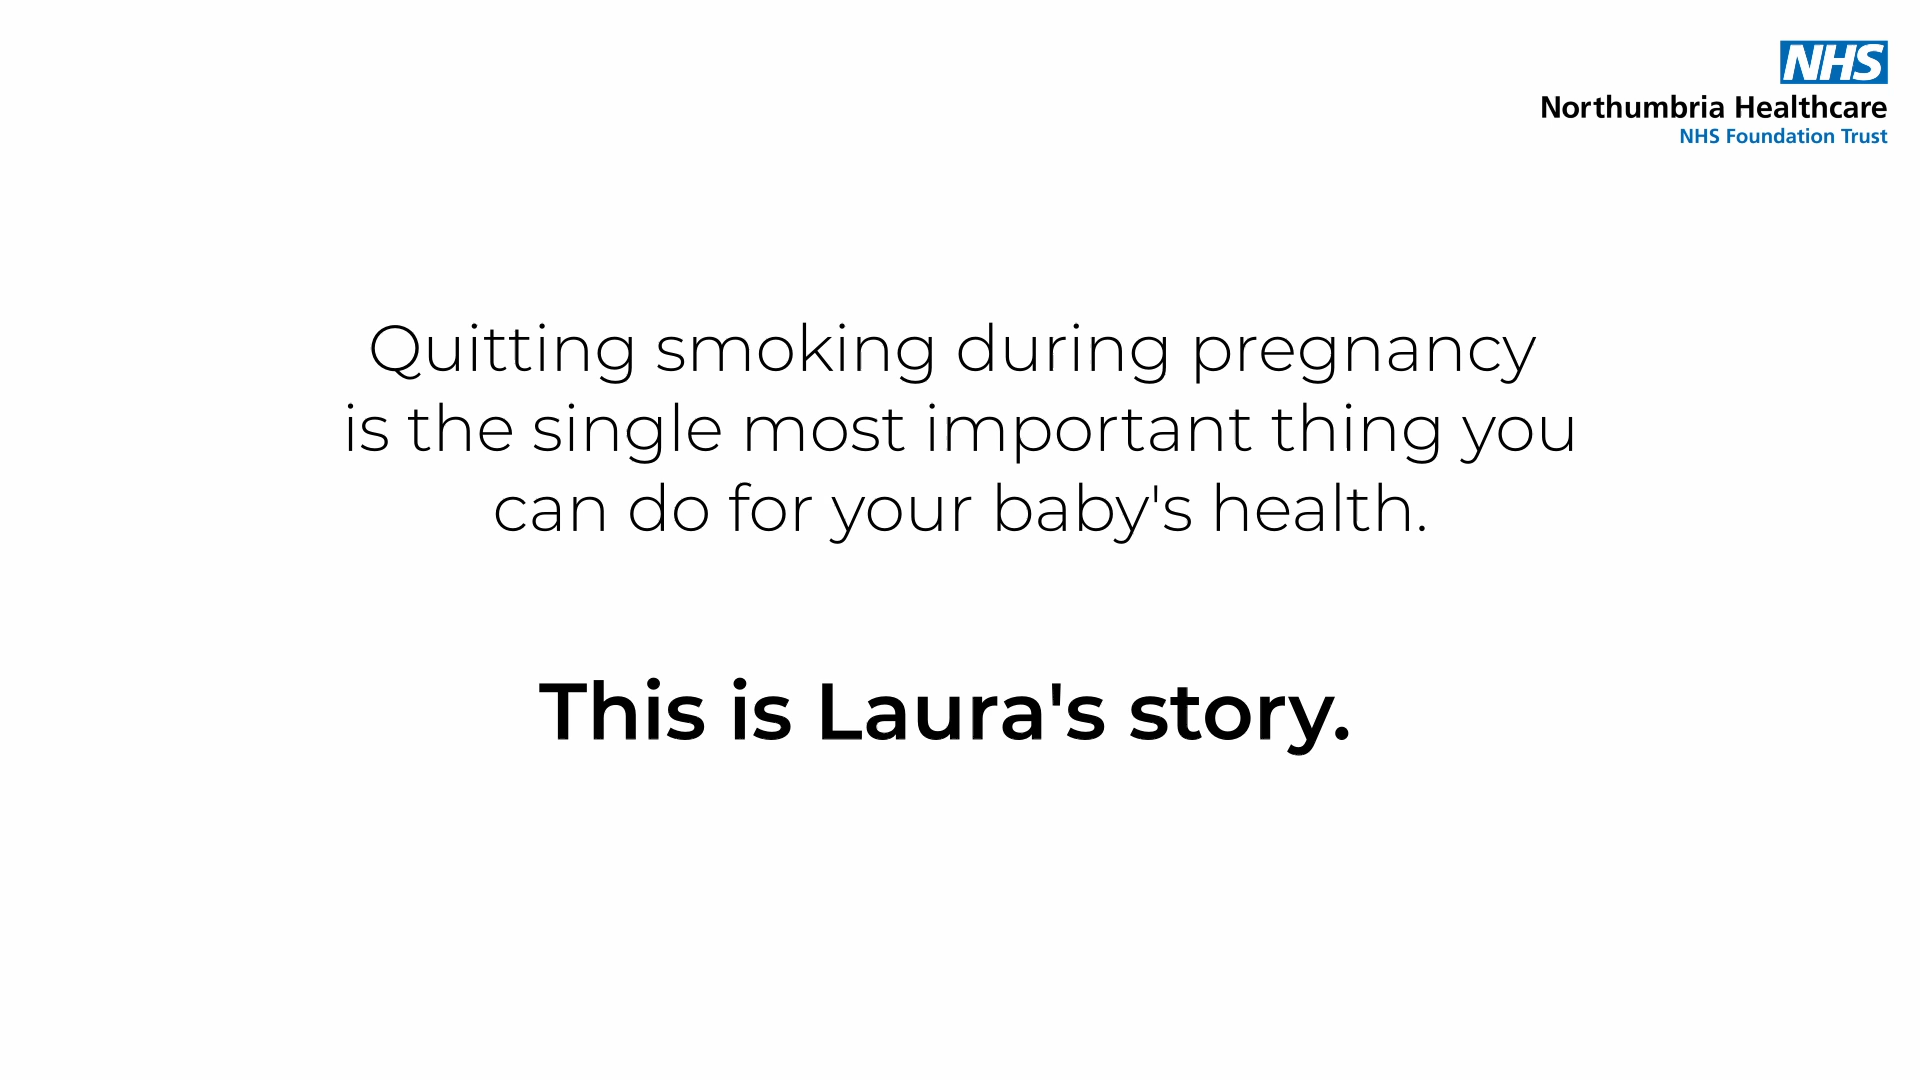 NHS
Northumbria Healthcare
NHS Foundation Trust
Quitting smoking during pregnancy
is the single most important thing you
can do for your baby's health.
This is Laura's story.